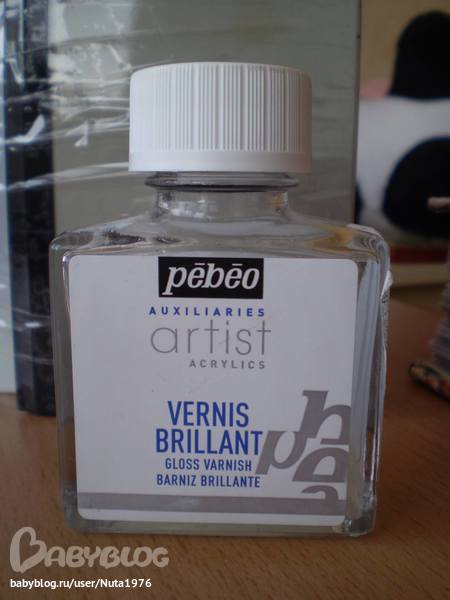 pēbēo
AUXILIARIES
artist
ACRYLICS
VERNIS
BRILLANT
GLOSS VARNISH
BARNIZ BRILLANTE
BABYBLOG
babyblog.ru/user/Nuta1976